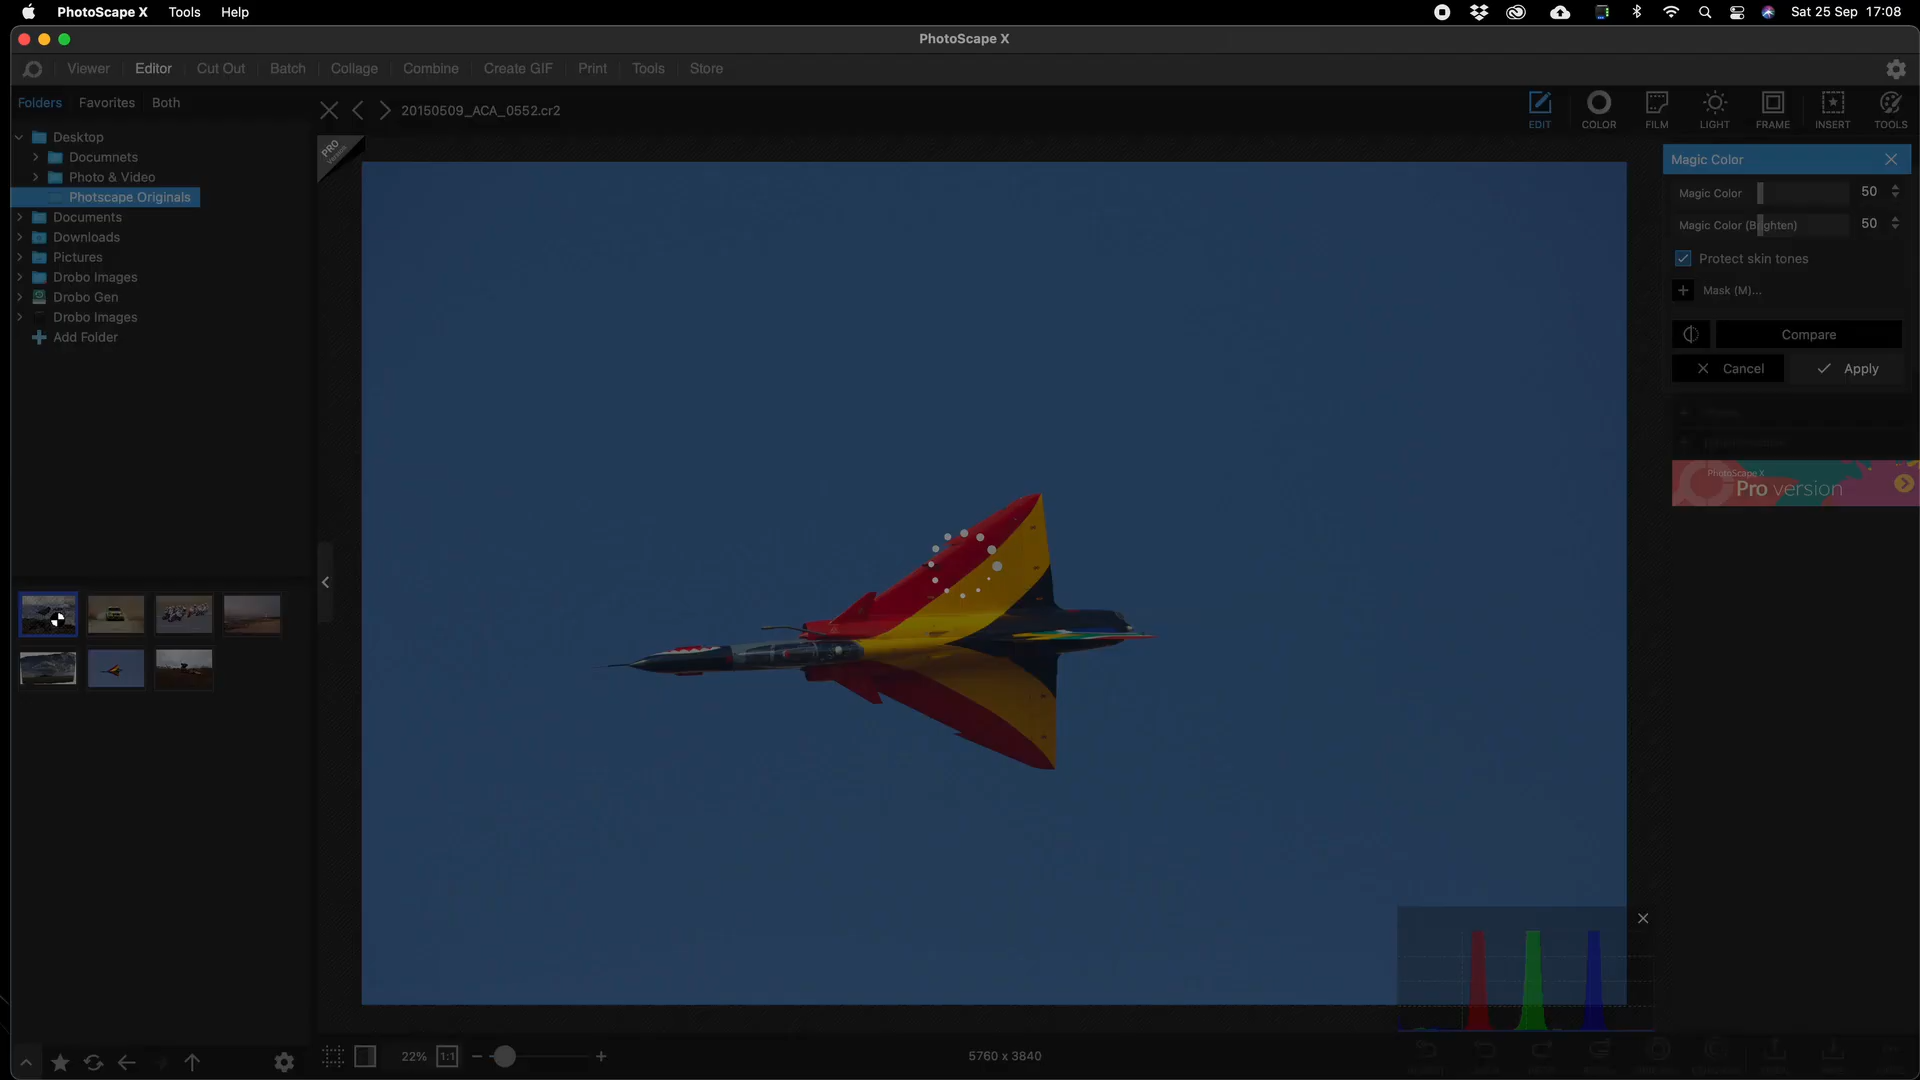 PhotoScape X Tools Help
Sat 25 Sep 17:08
PhotoScape X
Viewer Editor Cut Out Batch Collage Combine Create GIF Print Tools Store
Folders Favorites Both
20150509_ACA_0552.cr2
EDIT COLOR FILM LIGHT FRAME INSERT TOOLS
Desktop
Documnets
Photo & Video
Photscape Originals
Documents
Downloads
Pictures
Drobo Images
Drobo Gen
Drobo Images
Add Folder
PRO
Version
Magic Color
Magic Color 50
Magic Color (Brighten) 50
Protect skin tones
Mask (M)...
Compare
Cancel Apply
PhotoScape X
Pro version
22% 1:1
5760 x 3840